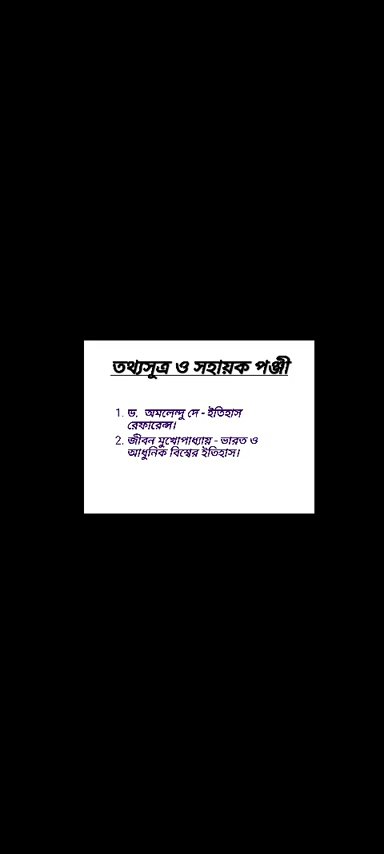 তথ্যসূত্র ও সহায়ক পঞ্জী
1. ড. অমলেন্দু দে - ইতিহাস
রেফারেন্স।
2. জীবন মুখোপাধ্যায় - ভারত ও
আধুনিক বিশ্বের ইতিহাস।